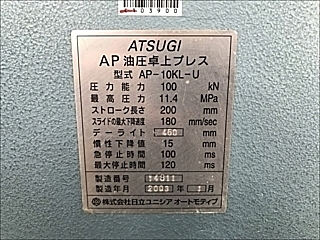 03900
ATSUGI
AP 油圧卓上プレス
型式 AP-10KL-U
圧力能力 100 kN
最高圧力 11.4 MPa
ストローク長さ 200 mm
スライドの最大下降速度 180 mm/sec
デーライト 450 mm
慣性下降値 15 mm
急停止時間 100 ms
最大停止時間 120 ms
製造番号 14811
製造年月 2003年1月
株式会社日立ユニシアオートモティブ